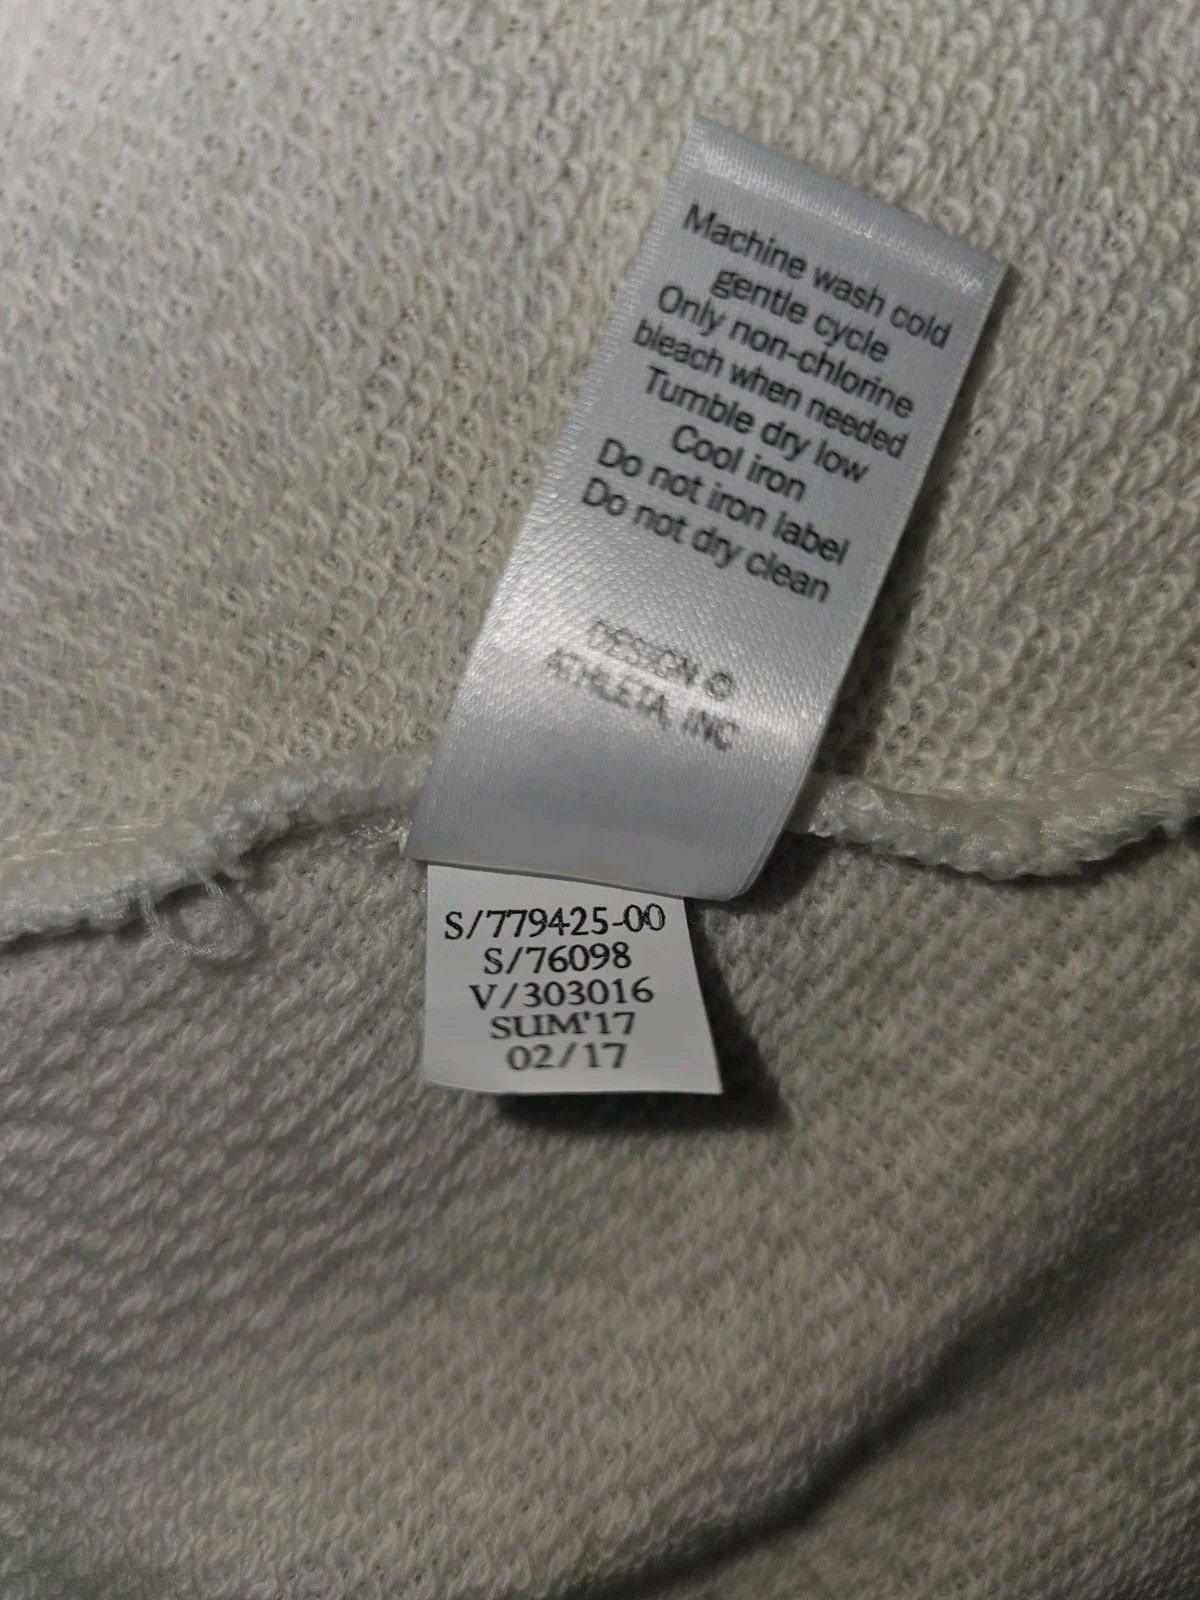 Machine wash cold
gentle cycle
Only non-chlorine
bleach when needed
Tumble dry low
Cool iron
Do not iron label
Do not dry clean
DESIGN ©
ATHLETA, INC
S/779425-00
S/76098
V/303016
SUM'17
02/17